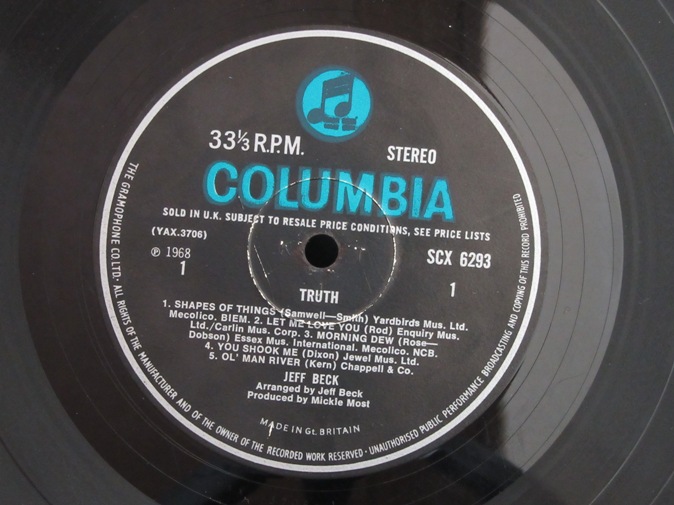 33⅓ R.P.M.
STEREO
COLUMBIA
SOLD IN U.K. SUBJECT TO RESALE PRICE CONDITIONS, SEE PRICE LISTS
(YAX.3706)
℗ 1968
1
SCX 6293
1
TRUTH
1. SHAPES OF THINGS (Samwell—Smith) Yardbirds Mus. Ltd.
Mecolico. BIEM. 2. LET ME LOVE YOU (Rod) Enquiry Mus.
Ltd./Carlin Mus. Corp. 3. MORNING DEW (Rose—
Dobson) Essex Mus. International. Mecolico. NCB.
4. YOU SHOOK ME (Dixon) Jewel Mus. Ltd.
5. OL' MAN RIVER (Kern) Chappell & Co.
JEFF BECK
Arranged by Jeff Beck
Produced by Mickie Most
MADE IN Gt. BRITAIN
THE GRAMOPHONE CO. LTD. · ALL RIGHTS OF THE MANUFACTURER AND OF THE OWNER OF THE RECORDED WORK RESERVED · UNAUTHORISED PUBLIC PERFORMANCE BROADCASTING AND COPYING OF THIS RECORD PROHIBITED